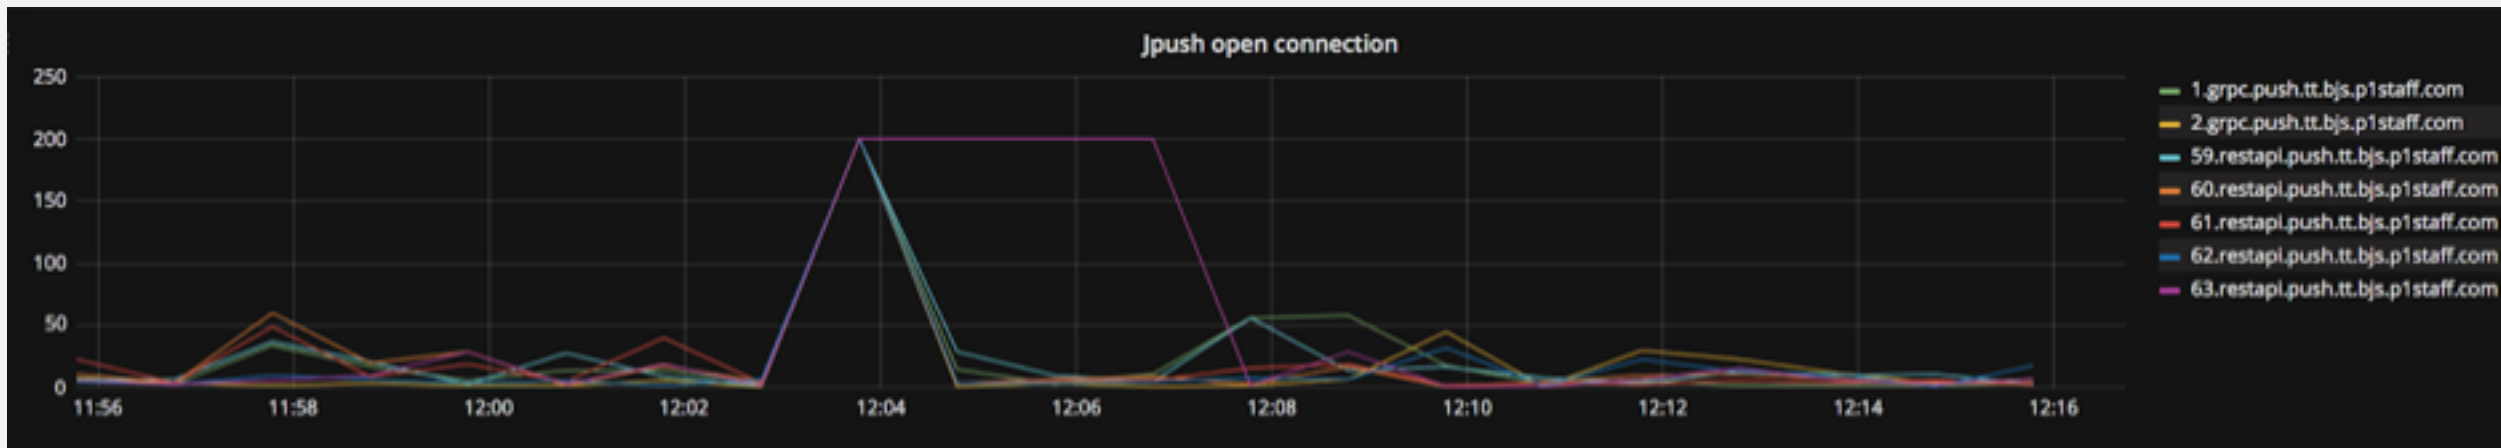 Jpush open connection
250
200
150
100
50
0
11:56 11:58 12:00 12:02 12:04 12:06 12:08 12:10 12:12 12:14 12:16
1.grpc.push.tt.bjs.p1staff.com
2.grpc.push.tt.bjs.p1staff.com
59.restapi.push.tt.bjs.p1staff.com
60.restapi.push.tt.bjs.p1staff.com
61.restapi.push.tt.bjs.p1staff.com
62.restapi.push.tt.bjs.p1staff.com
63.restapi.push.tt.bjs.p1staff.com